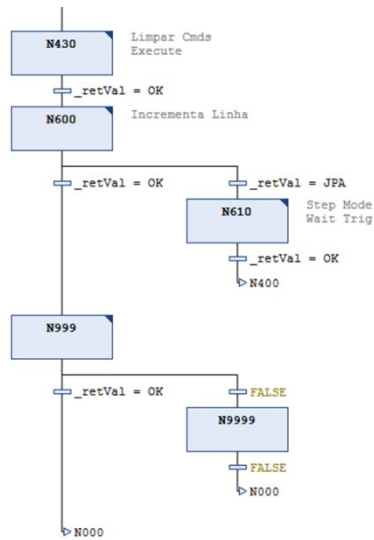 N430
Limpar Cmds
Execute
_retVal = OK
N600
Incrementa Linha
_retVal = OK
_retVal = JPA
N610
Step Mode
Wait Trig
_retVal = OK
N400
N999
_retVal = OK
FALSE
N9999
FALSE
N000
N000